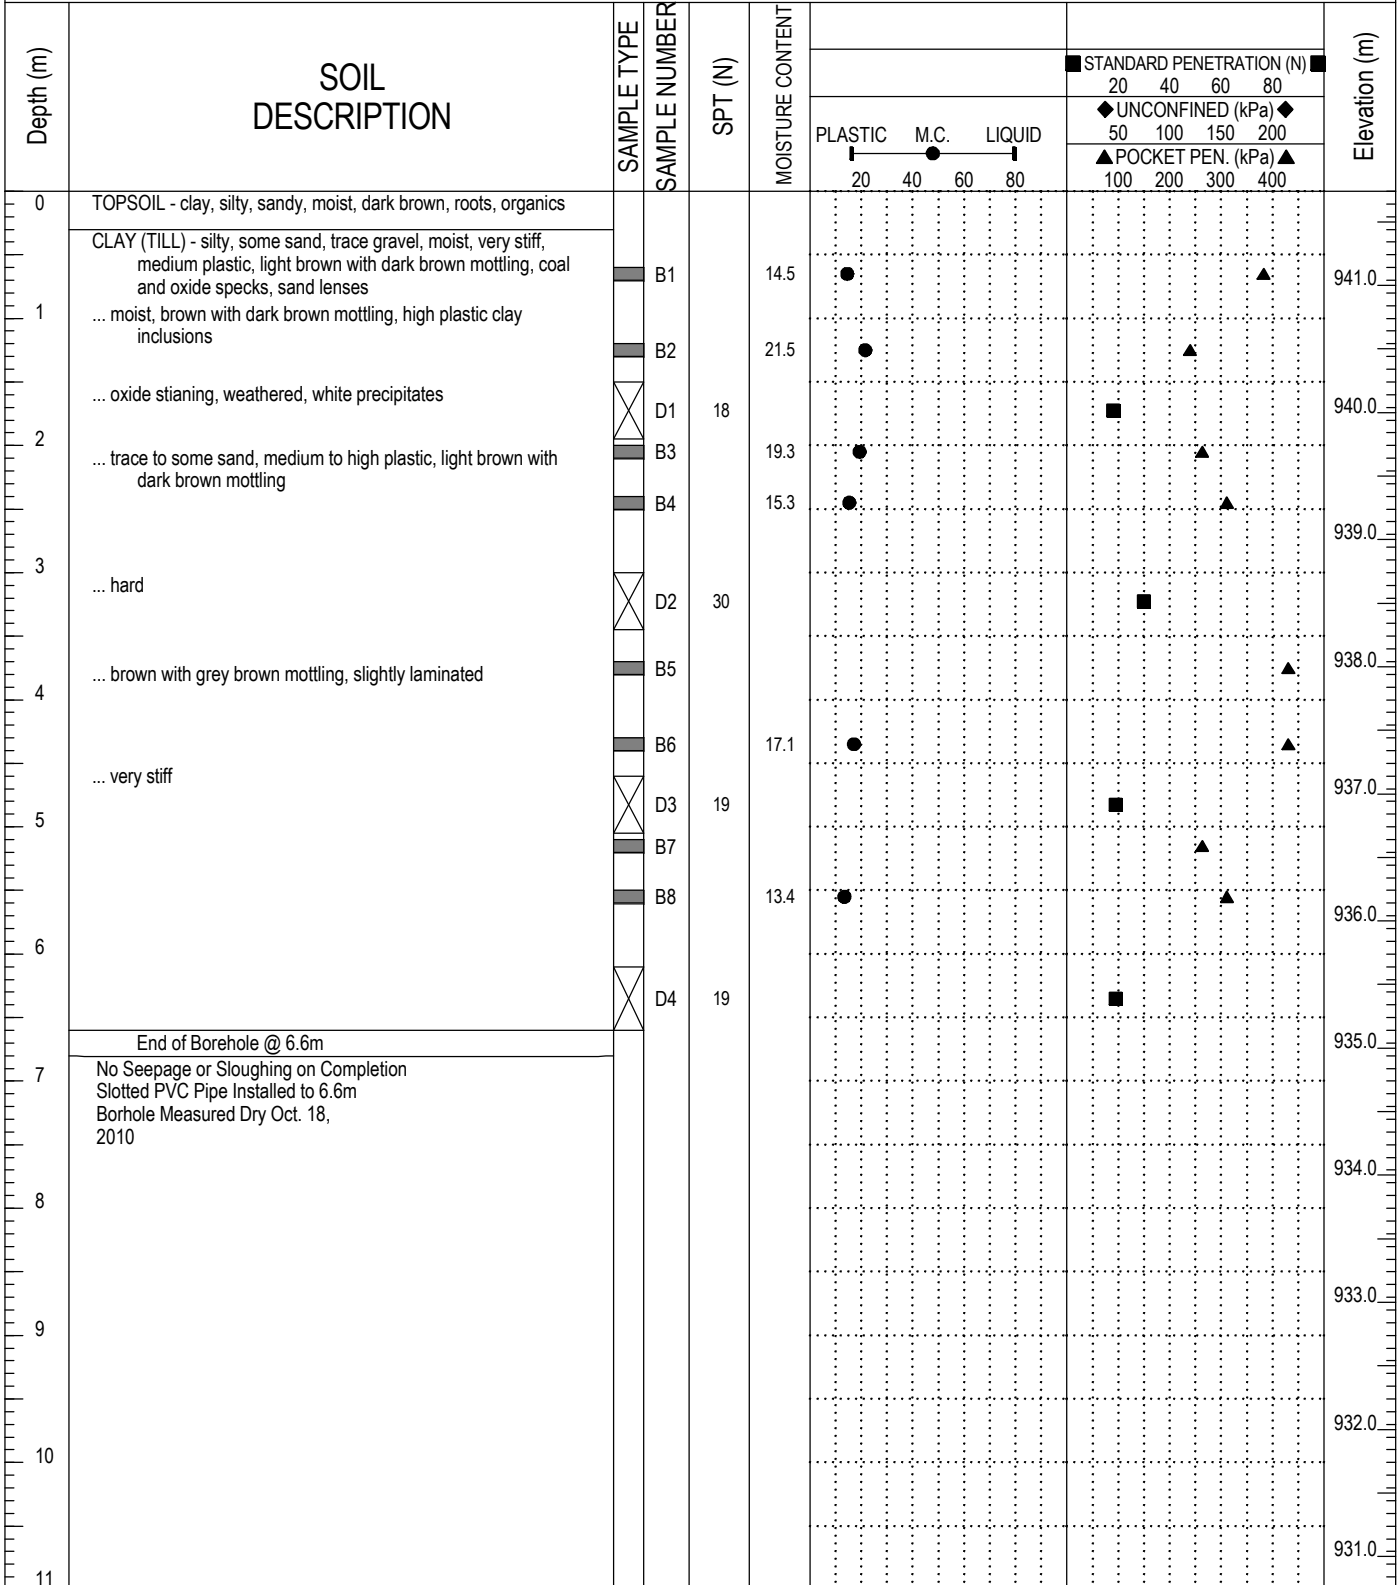 Depth (m)
SOIL
DESCRIPTION
SAMPLE TYPE
SAMPLE NUMBER
SPT (N)
MOISTURE CONTENT
PLASTIC M.C. LIQUID
20 40 60 80
STANDARD PENETRATION (N)
20 40 60 80
UNCONFINED (kPa)
50 100 150 200
POCKET PEN. (kPa)
100 200 300 400
Elevation (m)
0
TOPSOIL - clay, silty, sandy, moist, dark brown, roots, organics
CLAY (TILL) - silty, some sand, trace gravel, moist, very stiff,
medium plastic, light brown with dark brown mottling, coal
and oxide specks, sand lenses
B1 14.5
941.0
1
... moist, brown with dark brown mottling, high plastic clay
inclusions
B2 21.5
... oxide stianing, weathered, white precipitates
D1 18
940.0
2
... trace to some sand, medium to high plastic, light brown with
dark brown mottling
B3 19.3
B4 15.3
939.0
3
... hard
D2 30
... brown with grey brown mottling, slightly laminated
B5
938.0
4
B6 17.1
... very stiff
937.0
D3 19
5
B7
B8 13.4
936.0
6
D4 19
End of Borehole @ 6.6m
935.0
No Seepage or Sloughing on Completion
7
Slotted PVC Pipe Installed to 6.6m
Borhole Measured Dry Oct. 18,
2010
934.0
8
933.0
9
932.0
10
931.0
11